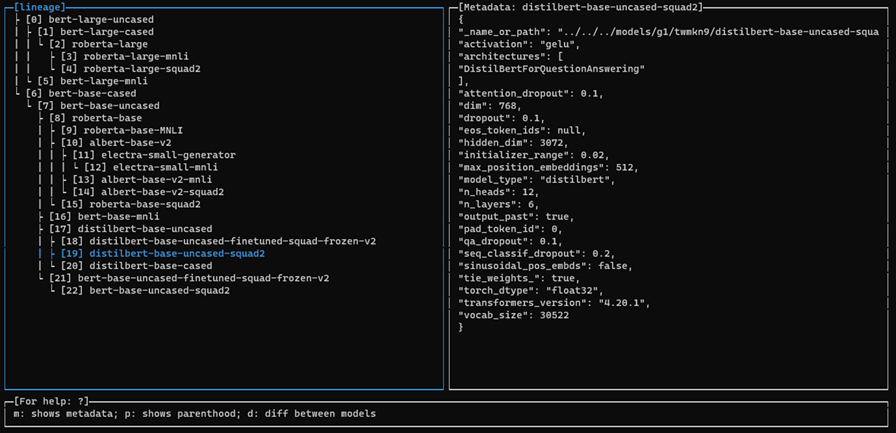 [lineage]
[0] bert-large-uncased
[1] bert-large-cased
[2] roberta-large
[3] roberta-large-mnli
[4] roberta-large-squad2
[5] bert-large-mnli
[6] bert-base-cased
[7] bert-base-uncased
[8] roberta-base
[9] roberta-base-MNLI
[10] albert-base-v2
[11] electra-small-generator
[12] electra-small-mnli
[13] albert-base-v2-mnli
[14] albert-base-v2-squad2
[15] roberta-base-squad2
[16] bert-base-mnli
[17] distilbert-base-uncased
[18] distilbert-base-uncased-finetuned-squad-frozen-v2
[19] distilbert-base-uncased-squad2
[20] distilbert-base-cased
[21] bert-base-uncased-finetuned-squad-frozen-v2
[22] bert-base-uncased-squad2
[Metadata: distilbert-base-uncased-squad2]
{
"_name_or_path": "../../../models/g1/twmkn9/distilbert-base-uncased-squa
"activation": "gelu",
"architectures": [
"DistilBertForQuestionAnswering"
],
"attention_dropout": 0.1,
"dim": 768,
"dropout": 0.1,
"eos_token_ids": null,
"hidden_dim": 3072,
"initializer_range": 0.02,
"max_position_embeddings": 512,
"model_type": "distilbert",
"n_heads": 12,
"n_layers": 6,
"output_past": true,
"pad_token_id": 0,
"qa_dropout": 0.1,
"seq_classif_dropout": 0.2,
"sinusoidal_pos_embds": false,
"tie_weights_": true,
"torch_dtype": "float32",
"transformers_version": "4.20.1",
"vocab_size": 30522
}
[For help: ?]
m: shows metadata; p: shows parenthood; d: diff between models